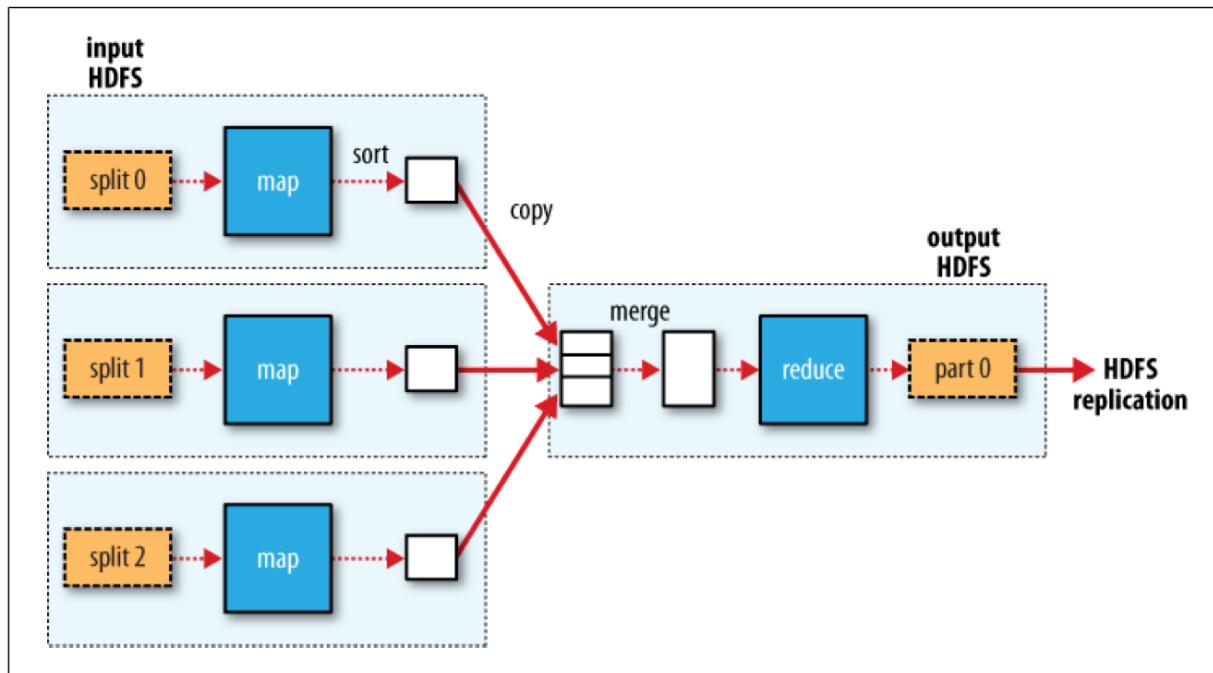 input
HDFS
split 0
map
sort
copy
split 1
map
split 2
map
merge
reduce
output
HDFS
part 0
HDFS
replication